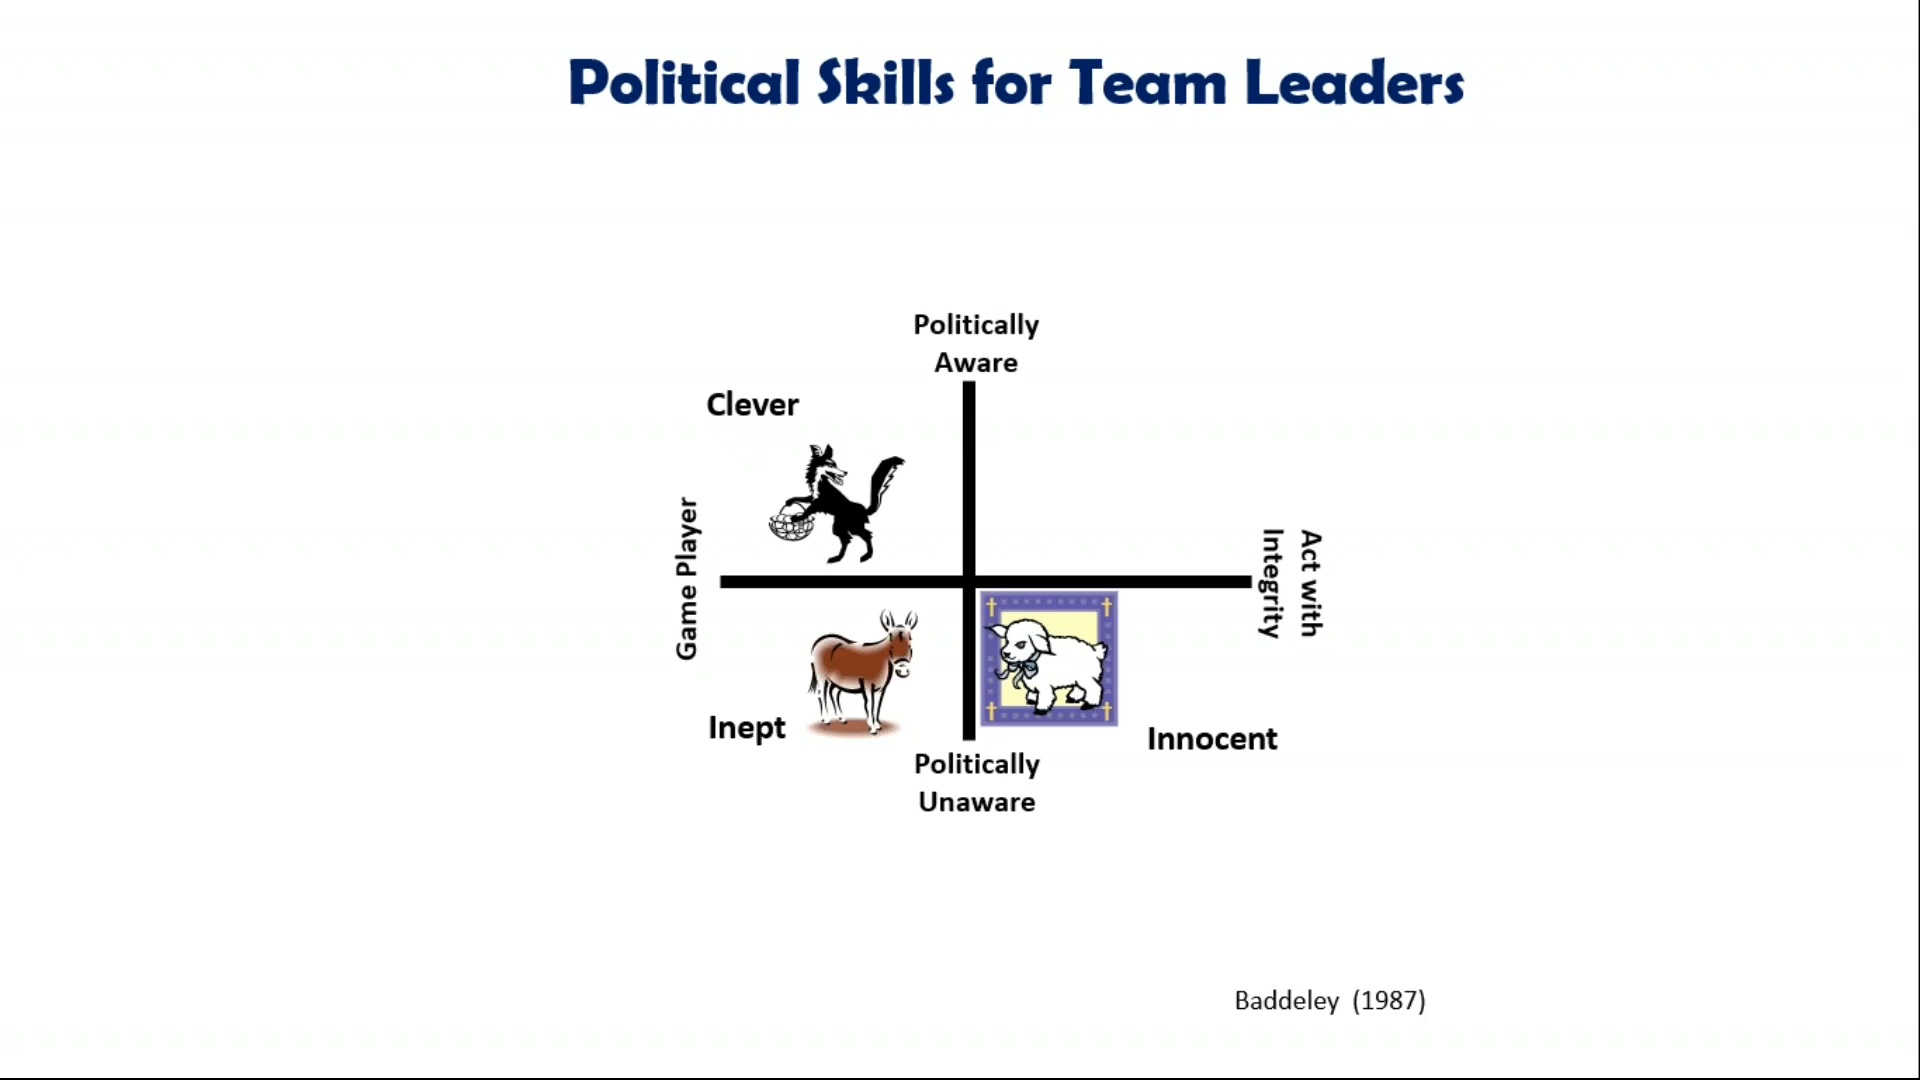 Political Skills for Team Leaders
Politically
Aware
Clever
Game Player
Act with
Integrity
Inept
Innocent
Politically
Unaware
Baddeley (1987)